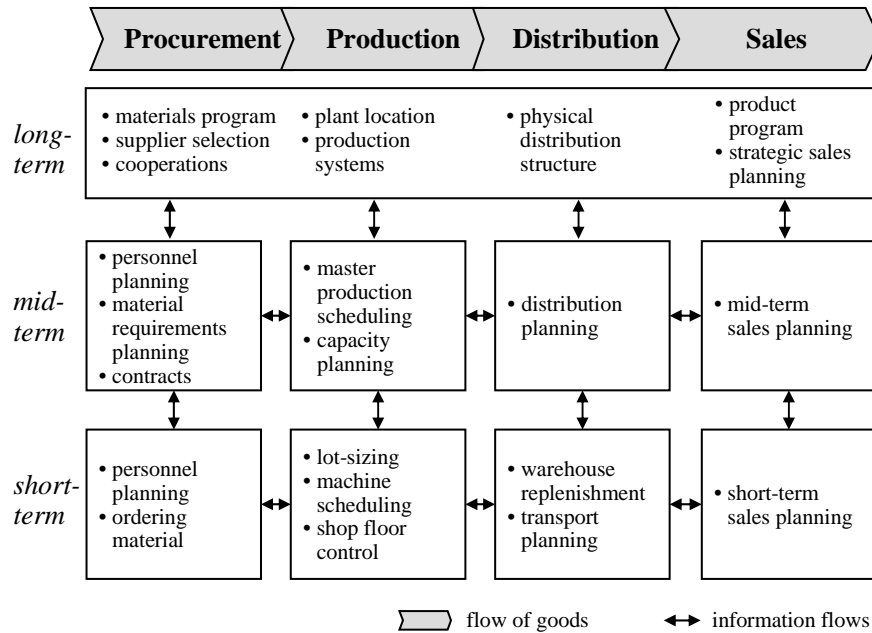 Procurement
Production
Distribution
Sales
long-
term
• materials program
• supplier selection
• cooperations
• plant location
• production
systems
• physical
distribution
structure
• product
program
• strategic sales
planning
mid-
term
• personnel
planning
• material
requirements
planning
• contracts
• master
production
scheduling
• capacity
planning
• distribution
planning
• mid-term
sales planning
short-
term
• personnel
planning
• ordering
material
• lot-sizing
• machine
scheduling
• shop floor
control
• warehouse
replenishment
• transport
planning
• short-term
sales planning
flow of goods
information flows